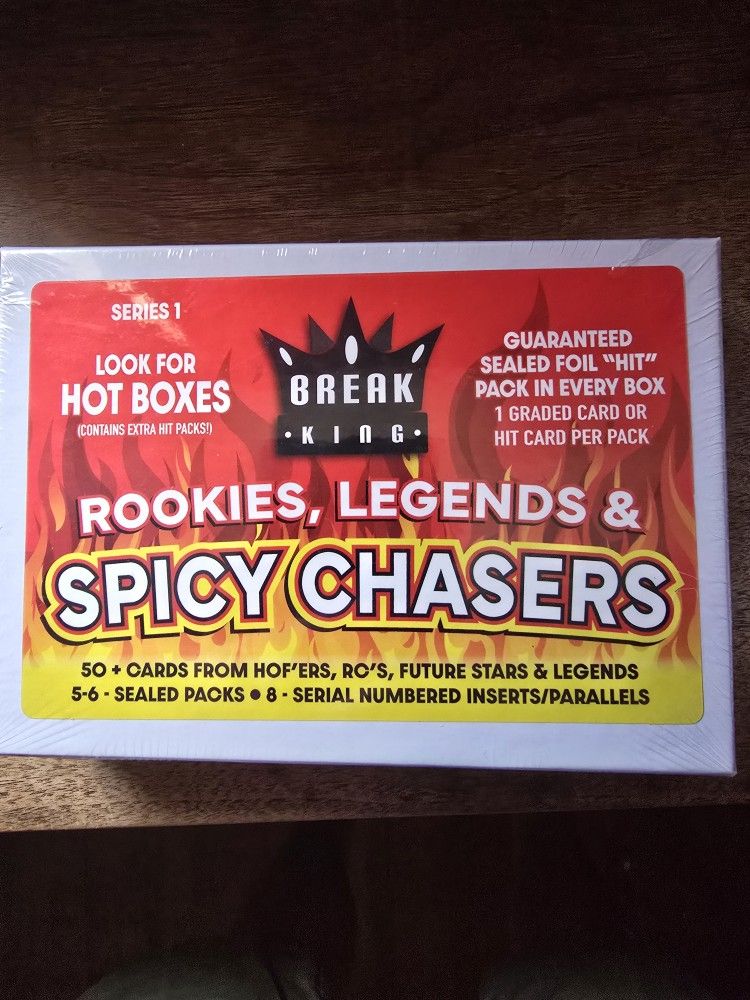 SERIES 1
LOOK FOR
HOT BOXES
(CONTAINS EXTRA HIT PACKS!)
BREAK
• KING •
GUARANTEED
SEALED FOIL "HIT"
PACK IN EVERY BOX
1 GRADED CARD OR
HIT CARD PER PACK
ROOKIES, LEGENDS &
SPICY CHASERS
50 + CARDS FROM HOF'ERS, RC'S, FUTURE STARS & LEGENDS
5-6 - SEALED PACKS ● 8 - SERIAL NUMBERED INSERTS/PARALLELS